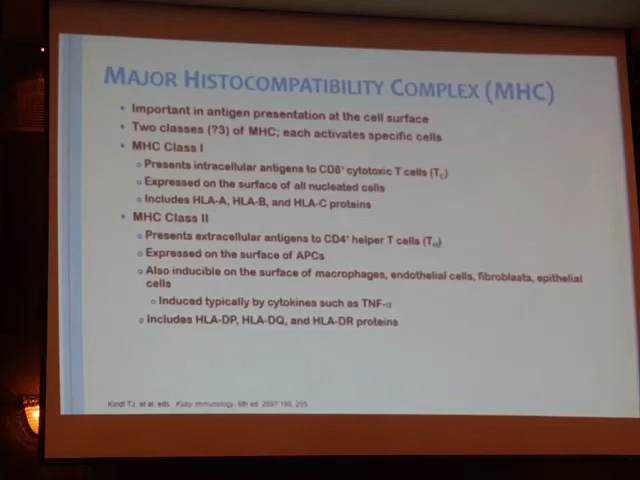 MAJOR HISTOCOMPATIBILITY COMPLEX (MHC)
Important in antigen presentation at the cell surface
Two classes (?3) of MHC; each activates specific cells
MHC Class I
Presents intracellular antigens to CD8+ cytotoxic T cells (TC)
Expressed on the surface of all nucleated cells
Includes HLA-A, HLA-B, and HLA-C proteins
MHC Class II
Presents extracellular antigens to CD4+ helper T cells (TH)
Expressed on the surface of APCs
Also inducible on the surface of macrophages, endothelial cells, fibroblasts, epithelial
cells
Induced typically by cytokines such as TNF-α
Includes HLA-DP, HLA-DQ, and HLA-DR proteins
Kindt TJ, et al. eds. Kuby Immunology. 6th ed. 2007: